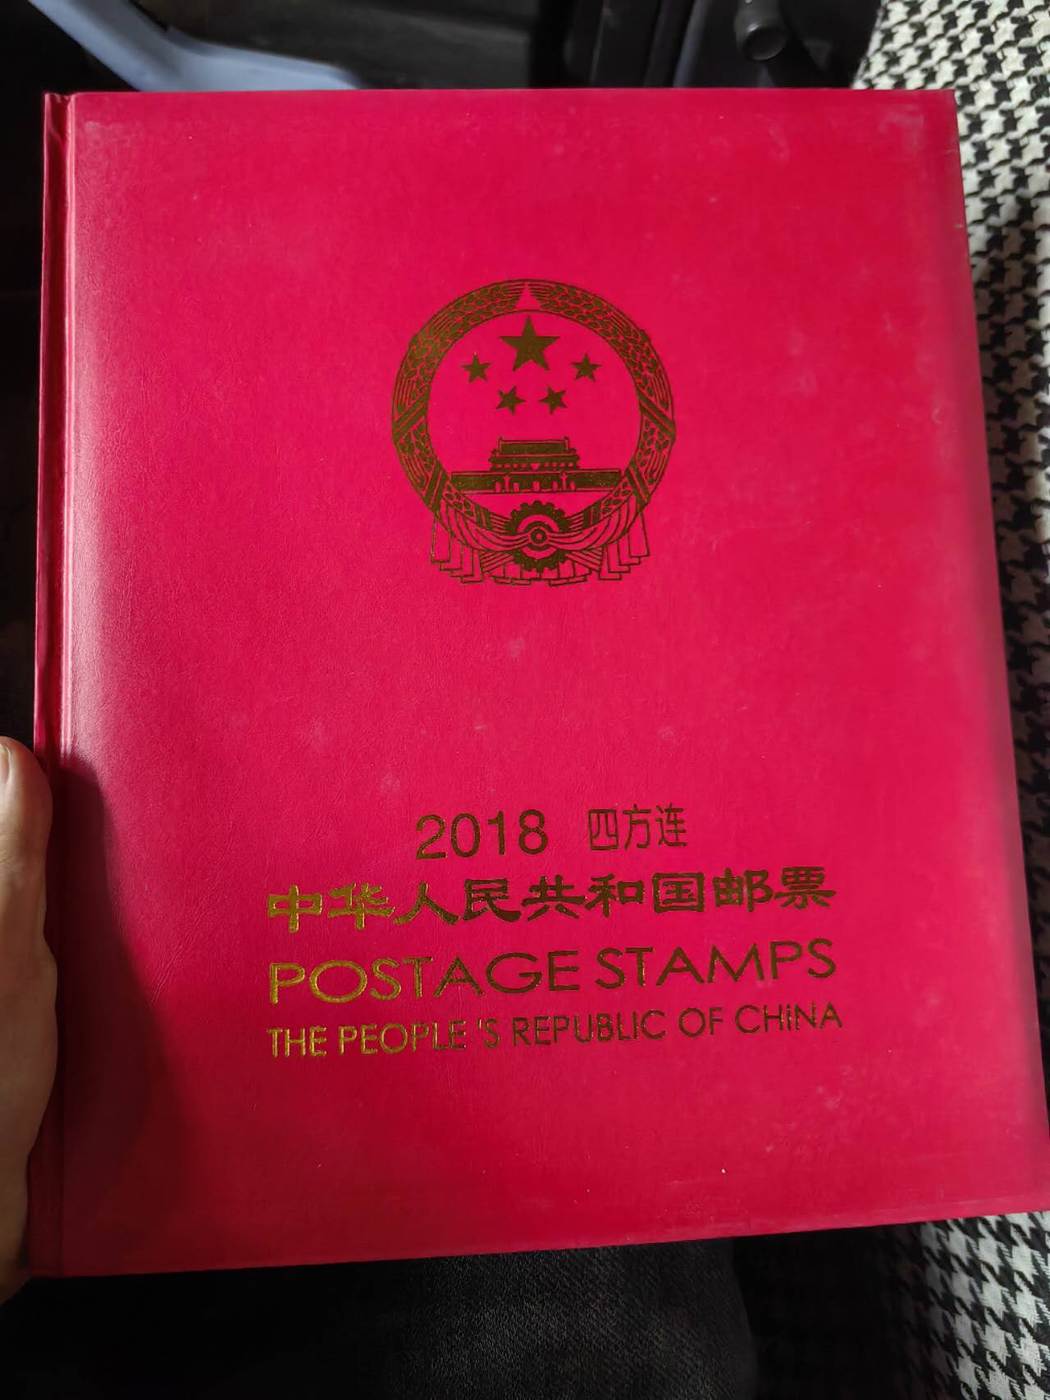 2018 四方连
中华人民共和国邮票
POSTAGE STAMPS
THE PEOPLE 'S REPUBLIC OF CHINA